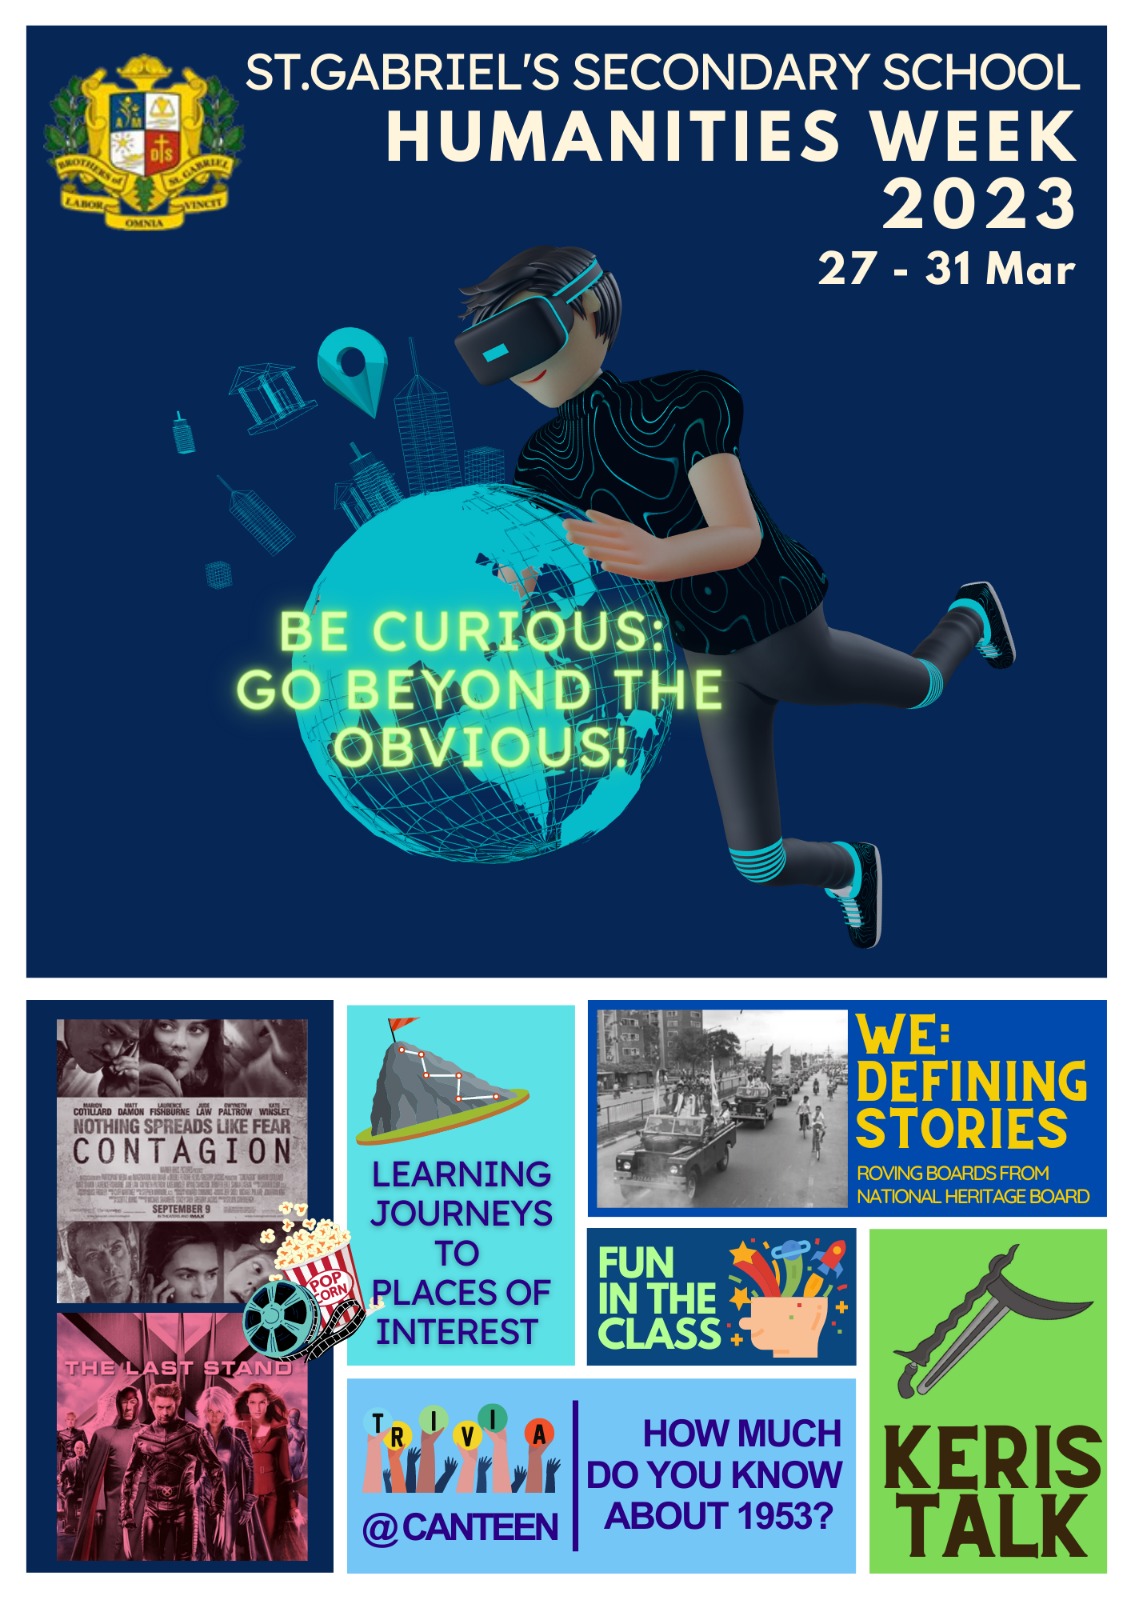 ST.GABRIEL'S SECONDARY SCHOOL
HUMANITIES WEEK
2023
27 - 31 Mar
A M
D S
BROTHERS of ST. GABRIEL
LABOR OMNIA VINCIT
BE CURIOUS:
GO BEYOND THE
OBVIOUS!
MARION COTILLARD MATT DAMON LAURENCE FISHBURNE JUDE LAW GWYNETH PALTROW KATE WINSLET
NOTHING SPREADS LIKE FEAR
CONTAGION
SEPTEMBER 9
POP
CORN
THE LAST STAND
LEARNING
JOURNEYS
TO
PLACES OF
INTEREST
WE:
DEFINING
STORIES
ROVING BOARDS FROM
NATIONAL HERITAGE BOARD
FUN
IN THE
CLASS
TRIVIA
@CANTEEN
HOW MUCH
DO YOU KNOW
ABOUT 1953?
KERIS
TALK